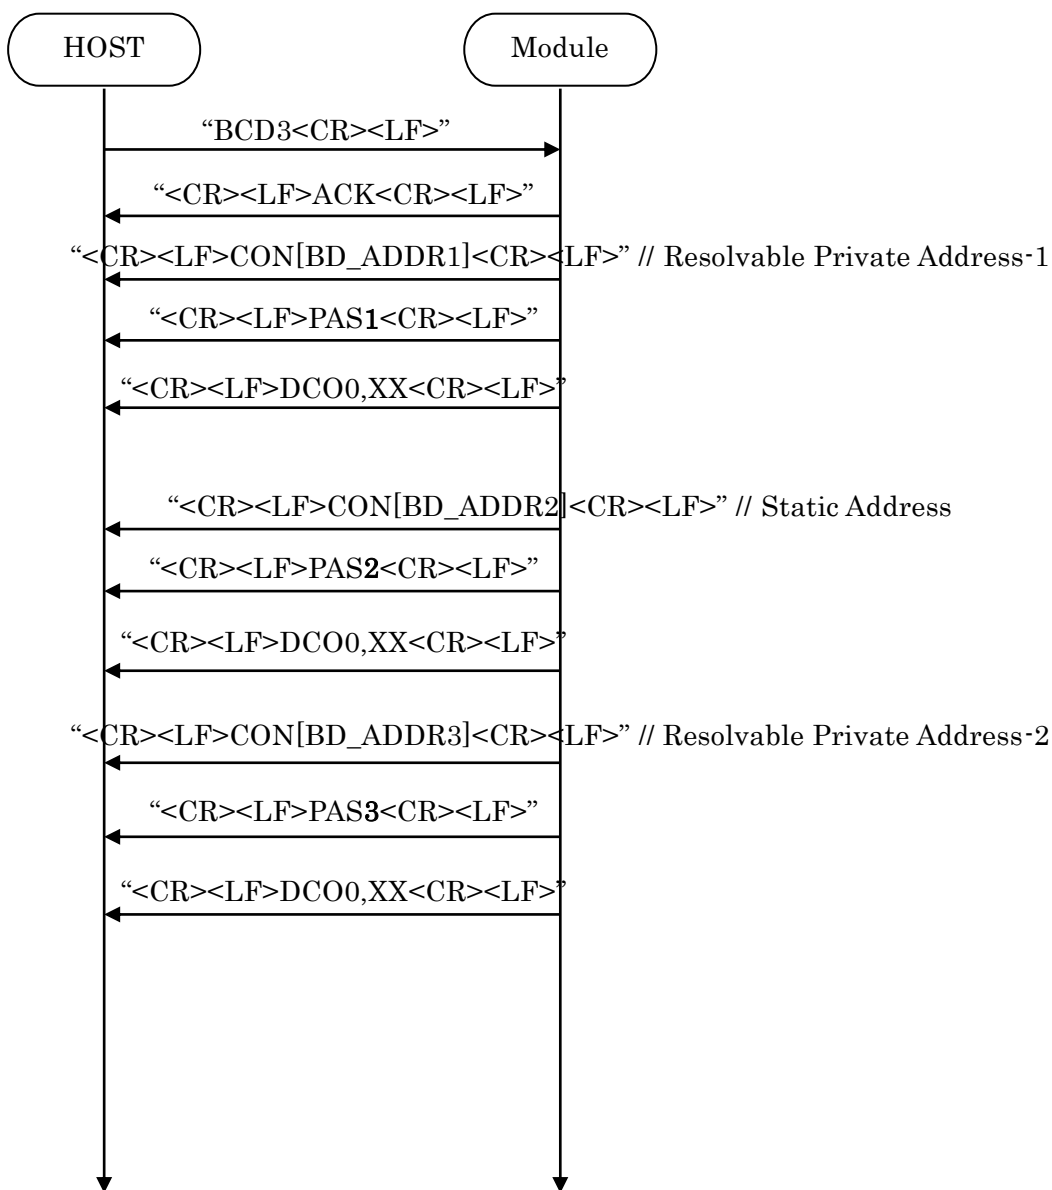 HOST Module
“BCD3<CR><LF>”
“<CR><LF>ACK<CR><LF>”
“<CR><LF>CON[BD_ADDR1]<CR><LF>” // Resolvable Private Address-1
“<CR><LF>PAS1<CR><LF>”
“<CR><LF>DCO0,XX<CR><LF>”
“<CR><LF>CON[BD_ADDR2]<CR><LF>” // Static Address
“<CR><LF>PAS2<CR><LF>”
“<CR><LF>DCO0,XX<CR><LF>”
“<CR><LF>CON[BD_ADDR3]<CR><LF>” // Resolvable Private Address-2
“<CR><LF>PAS3<CR><LF>”
“<CR><LF>DCO0,XX<CR><LF>”